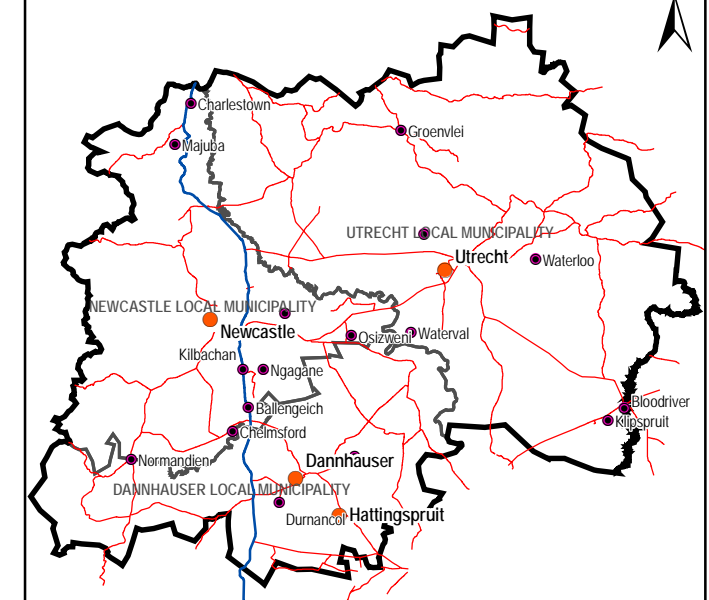 Charlestown
Groenvlei
Majuba
UTRECHT LOCAL MUNICIPALITY
Utrecht
Waterloo
NEWCASTLE LOCAL MUNICIPALITY
Newcastle
Osizweni
Waterval
Kilbachan
Ngagane
Ballengeich
Bloodriver
Klipspruit
Chelmsford
Normandien
Dannhauser
DANNHAUSER LOCAL MUNICIPALITY
Durnancol
Hattingspruit